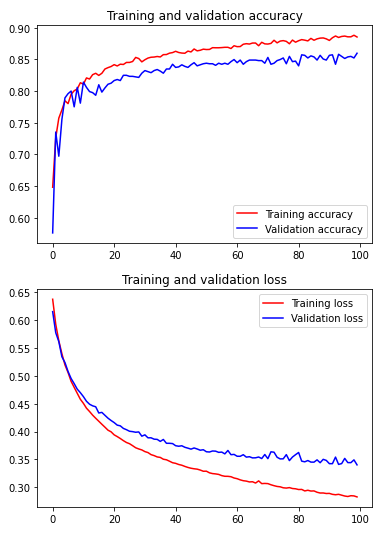 Training and validation accuracy
0.90
0.85
0.80
0.75
0.70
0.65
0.60
Training accuracy
Validation accuracy
0 20 40 60 80 100
Training and validation loss
0.65
0.60
0.55
0.50
0.45
0.40
0.35
0.30
Training loss
Validation loss
0 20 40 60 80 100